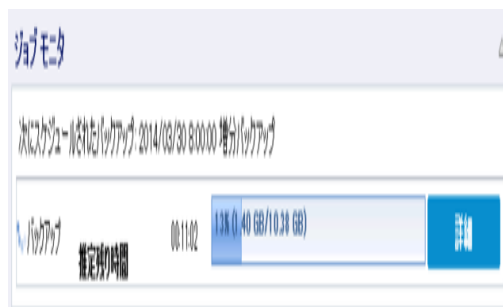 ジョブ モニタ
次にスケジュールされたバックアップ: 2014/03/30 8:00:00 増分バックアップ
バックアップ 推定残り時間 00:11:02 13% (1.40 GB/10.38 GB) 詳細